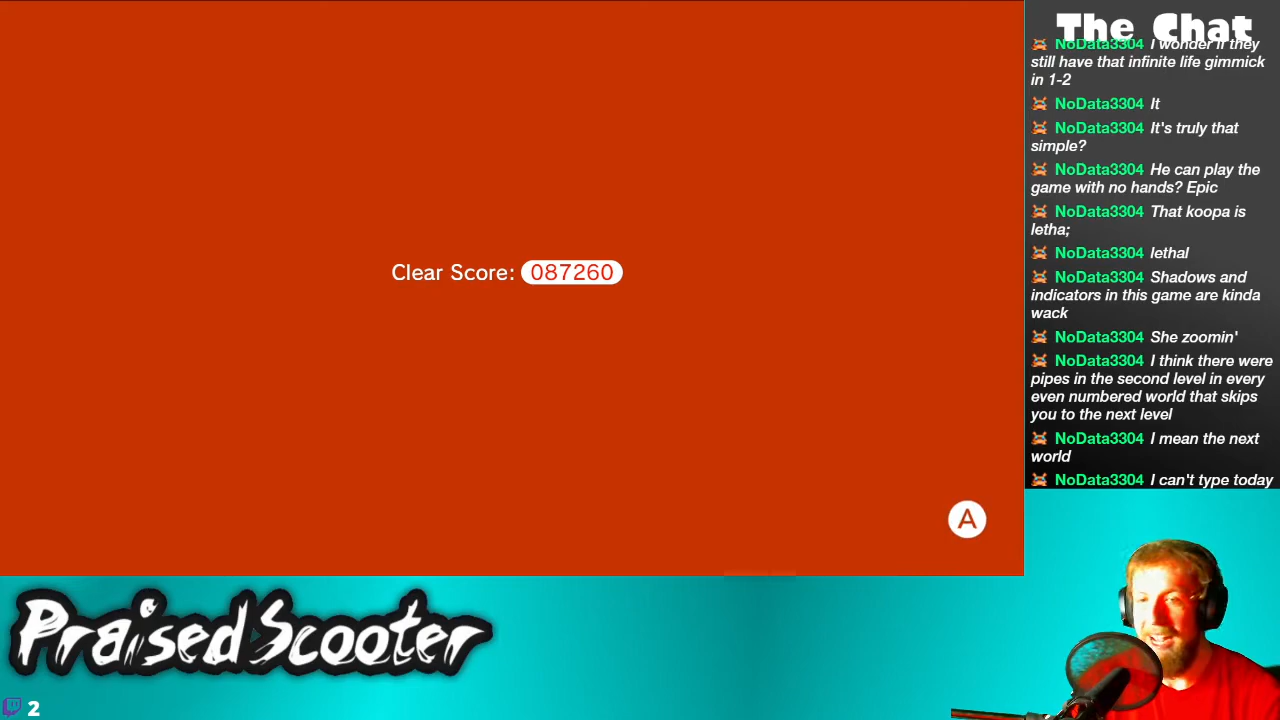 The Chat
NoData3304 I wonder if they
still have that infinite life gimmick
in 1-2
NoData3304 It
NoData3304 It's truly that
simple?
NoData3304 He can play the
game with no hands? Epic
NoData3304 That koopa is
letha;
NoData3304 lethal
NoData3304 Shadows and
indicators in this game are kinda
wack
NoData3304 She zoomin'
NoData3304 I think there were
pipes in the second level in every
even numbered world that skips
you to the next level
NoData3304 I mean the next
world
NoData3304 I can't type today
Clear Score: 087260
A
PraisedScooter
2